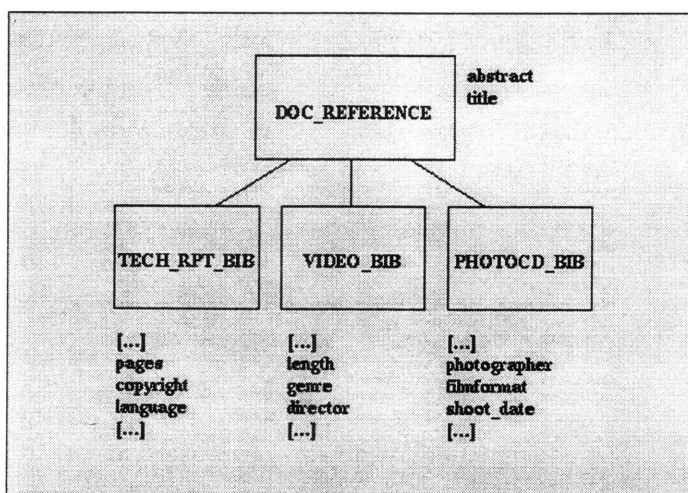 abstract
title
DOC_REFERENCE
TECH_RPT_BIB
VIDEO_BIB
PHOTOCD_BIB
[...]
pages
copyright
language
[...]
[...]
length
genre
director
[...]
[...]
photographer
filmformat
shoot_date
[...]